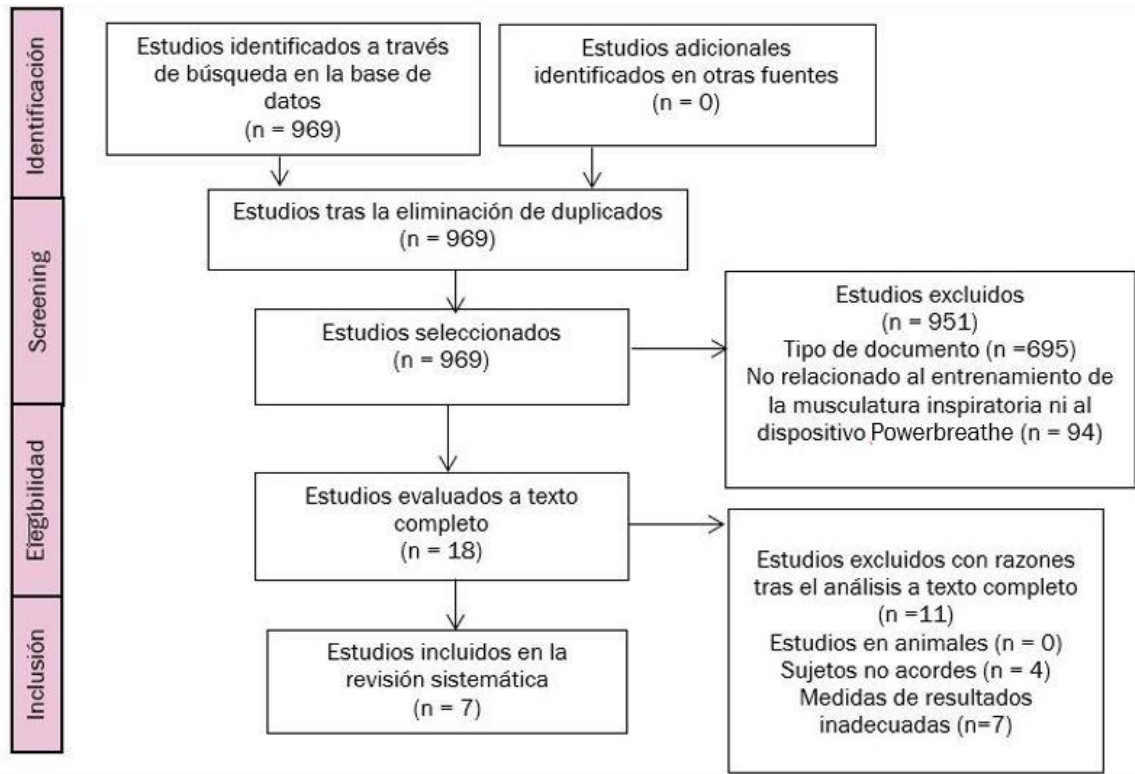 Identificación
Estudios identificados a través
de búsqueda en la base de
datos
(n = 969)
Estudios adicionales
identificados en otras fuentes
(n = 0)
Screening
Estudios tras la eliminación de duplicados
(n = 969)
Estudios seleccionados
(n = 969)
Estudios excluidos
(n = 951)
Tipo de documento (n =695)
No relacionado al entrenamiento de
la musculatura inspiratoria ni al
dispositivo Powerbreathe (n = 94)
Elegibilidad
Estudios evaluados a texto
completo
(n = 18)
Estudios excluidos con razones
tras el análisis a texto completo
(n =11)
Estudios en animales (n = 0)
Sujetos no acordes (n = 4)
Medidas de resultados
inadecuadas (n=7)
Inclusión
Estudios incluidos en la
revisión sistemática
(n = 7)